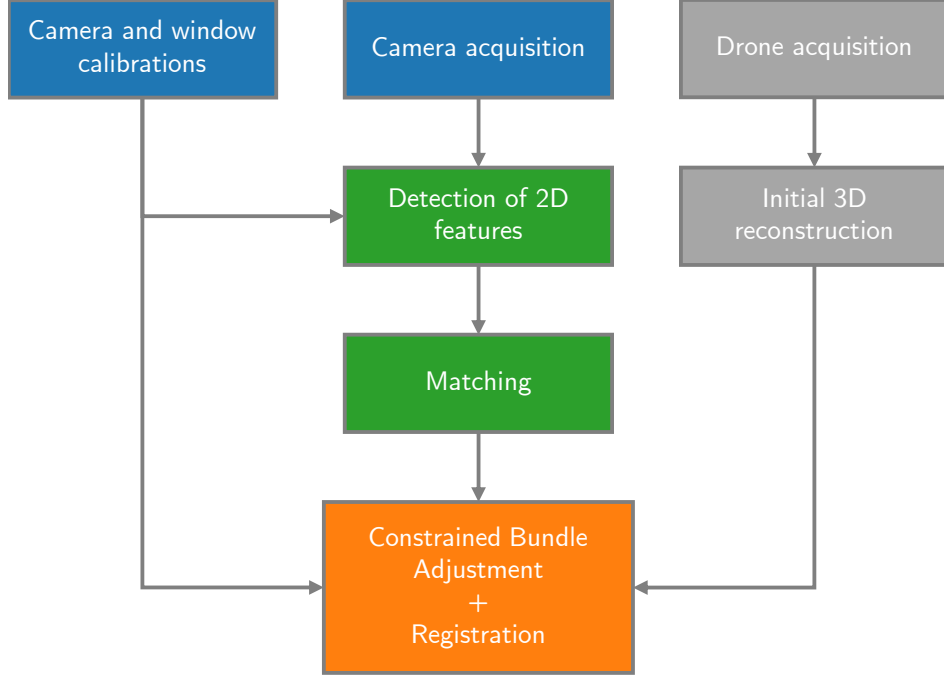 Camera and window
calibrations
Camera acquisition
Drone acquisition
Detection of 2D
features
Initial 3D
reconstruction
Matching
Constrained Bundle
Adjustment
+
Registration